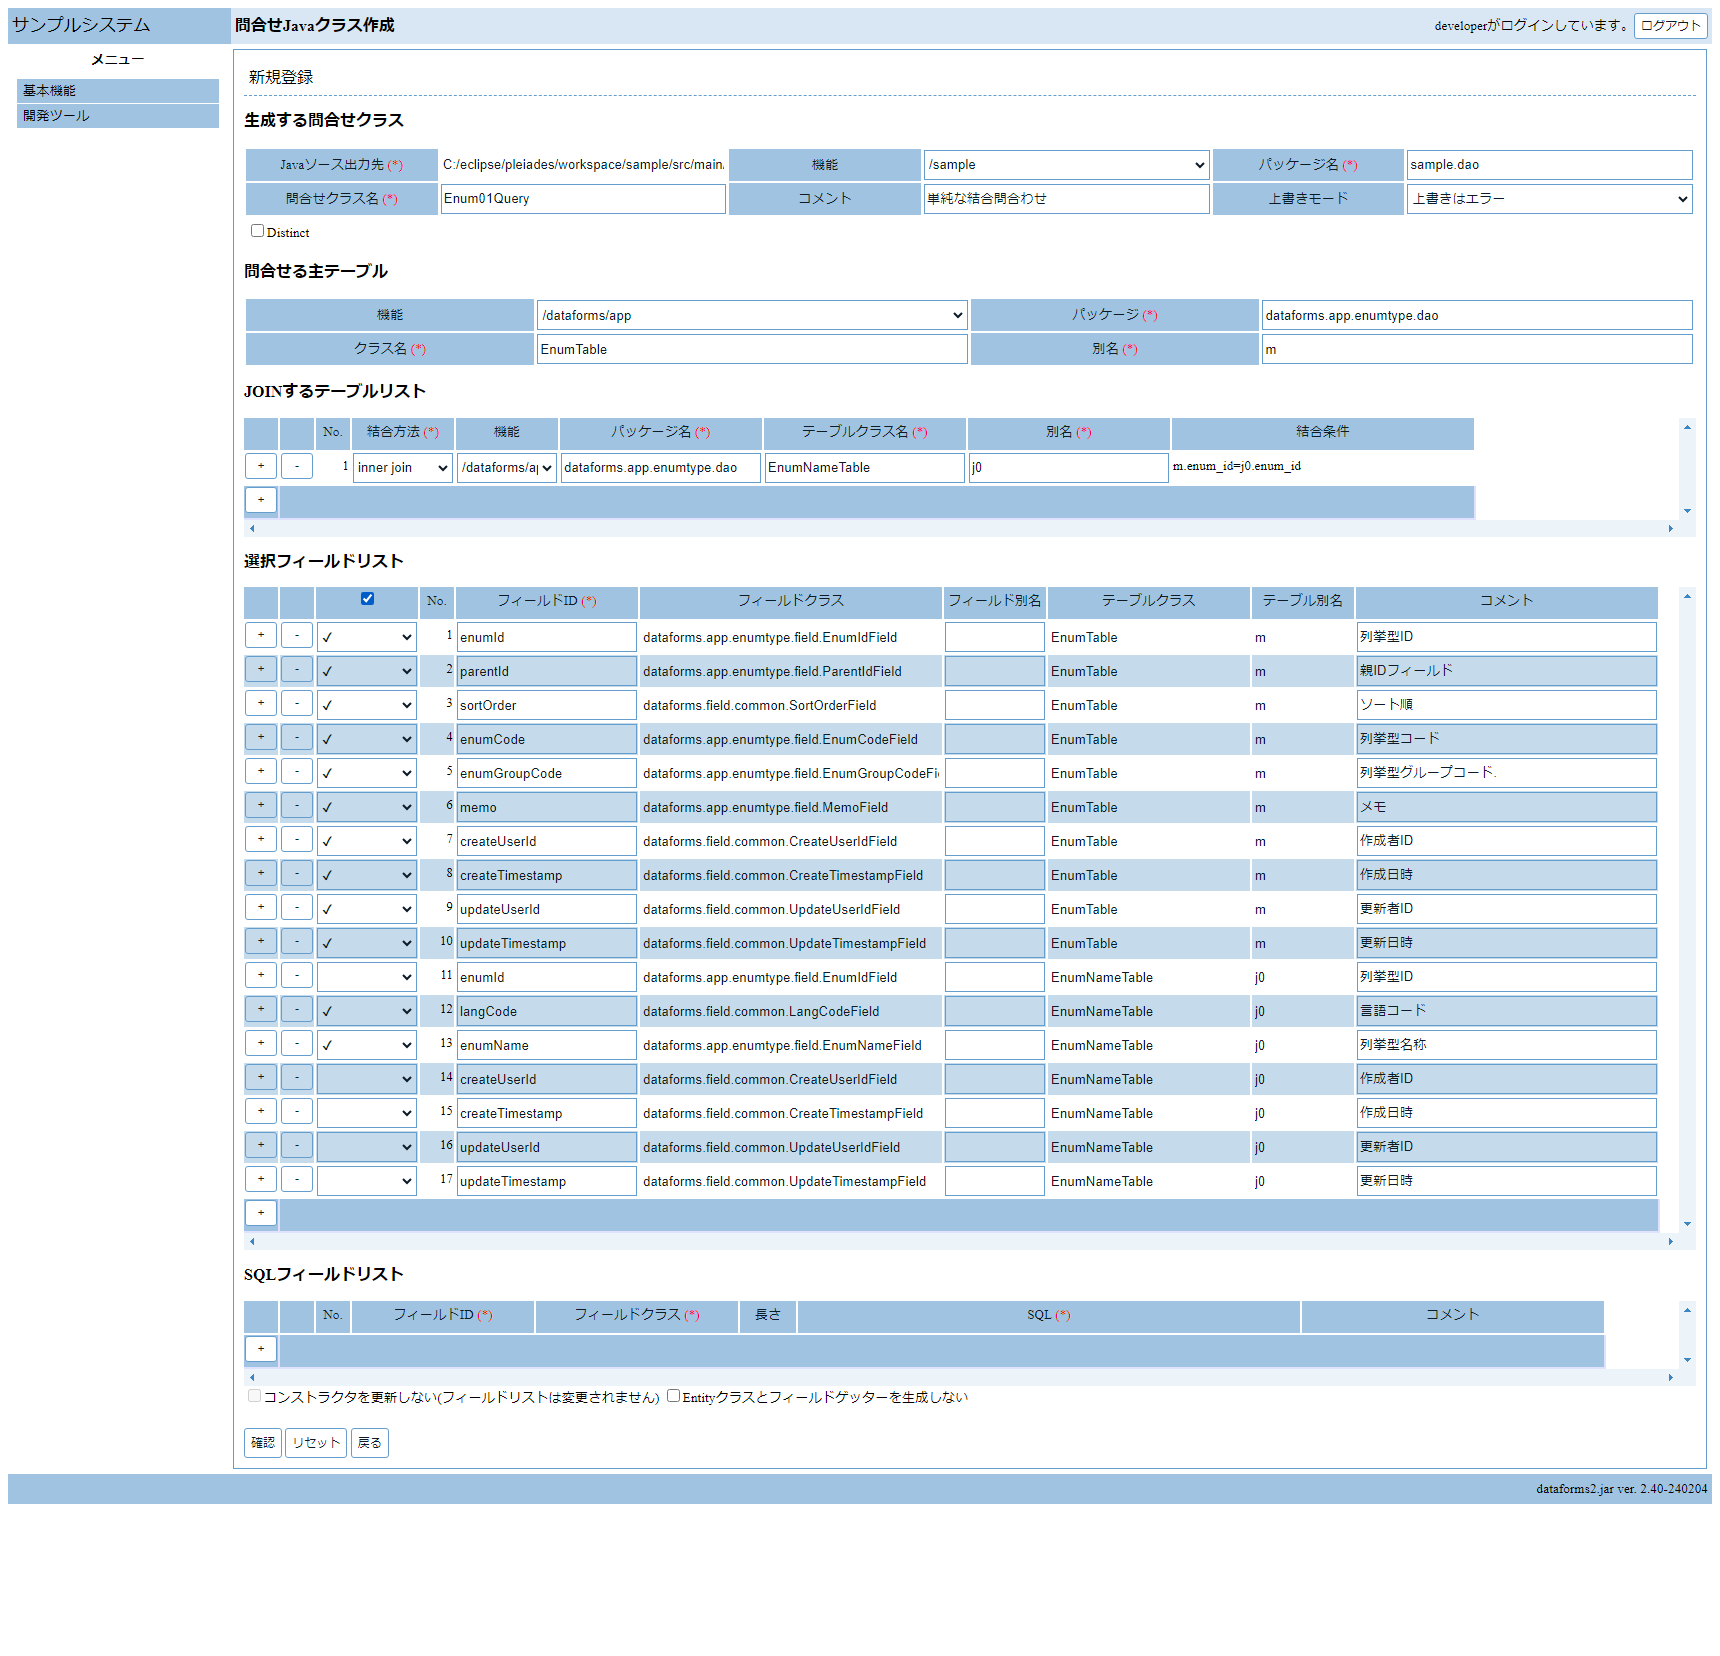 サンプルシステム 問合せJavaクラス作成 developerがログインしています。 ログアウト
メニュー
基本機能
開発ツール
新規登録
生成する問合せクラス
Javaソース出力先 (*) C:/eclipse/pleiades/workspace/sample/src/main/ 機能 /sample パッケージ名 (*) sample.dao
問合せクラス名 (*) Enum01Query コメント 単純な結合問合わせ 上書きモード 上書きはエラー
Distinct
問合せる主テーブル
機能 /dataforms/app パッケージ (*) dataforms.app.enumtype.dao
クラス名 (*) EnumTable 別名 (*) m
JOINするテーブルリスト
No. 結合方法 (*) 機能 パッケージ名 (*) テーブルクラス名 (*) 別名 (*) 結合条件
+ - 1 inner join /dataforms/ap dataforms.app.enumtype.dao EnumNameTable j0 m.enum_id=j0.enum_id
+
選択フィールドリスト
No. フィールドID (*) フィールドクラス フィールド別名 テーブルクラス テーブル別名 コメント
+ - ✓ 1 enumId dataforms.app.enumtype.field.EnumIdField EnumTable m 列挙型ID
+ - ✓ 2 parentId dataforms.app.enumtype.field.ParentIdField EnumTable m 親IDフィールド
+ - ✓ 3 sortOrder dataforms.field.common.SortOrderField EnumTable m ソート順
+ - ✓ 4 enumCode dataforms.app.enumtype.field.EnumCodeField EnumTable m 列挙型コード
+ - ✓ 5 enumGroupCode dataforms.app.enumtype.field.EnumGroupCodeFi EnumTable m 列挙型グループコード.
+ - ✓ 6 memo dataforms.app.enumtype.field.MemoField EnumTable m メモ
+ - ✓ 7 createUserId dataforms.field.common.CreateUserIdField EnumTable m 作成者ID
+ - ✓ 8 createTimestamp dataforms.field.common.CreateTimestampField EnumTable m 作成日時
+ - ✓ 9 updateUserId dataforms.field.common.UpdateUserIdField EnumTable m 更新者ID
+ - ✓ 10 updateTimestamp dataforms.field.common.UpdateTimestampField EnumTable m 更新日時
+ - 11 enumId dataforms.app.enumtype.field.EnumIdField EnumNameTable j0 列挙型ID
+ - ✓ 12 langCode dataforms.field.common.LangCodeField EnumNameTable j0 言語コード
+ - ✓ 13 enumName dataforms.app.enumtype.field.EnumNameField EnumNameTable j0 列挙型名称
+ - 14 createUserId dataforms.field.common.CreateUserIdField EnumNameTable j0 作成者ID
+ - 15 createTimestamp dataforms.field.common.CreateTimestampField EnumNameTable j0 作成日時
+ - 16 updateUserId dataforms.field.common.UpdateUserIdField EnumNameTable j0 更新者ID
+ - 17 updateTimestamp dataforms.field.common.UpdateTimestampField EnumNameTable j0 更新日時
+
SQLフィールドリスト
No. フィールドID (*) フィールドクラス (*) 長さ SQL (*) コメント
+
コンストラクタを更新しない(フィールドリストは変更されません) Entityクラスとフィールドゲッターを生成しない
確認 リセット 戻る
dataforms2.jar ver. 2.40-240204